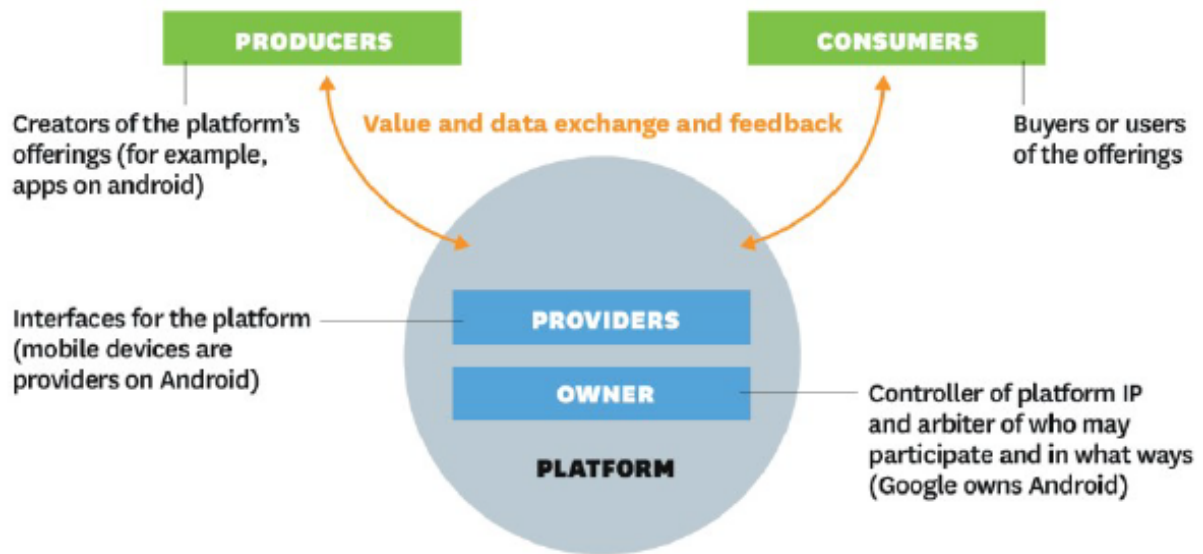 PRODUCERS
CONSUMERS
Creators of the platform's
offerings (for example,
apps on android)
Value and data exchange and feedback
Buyers or users
of the offerings
Interfaces for the platform
(mobile devices are
providers on Android)
PROVIDERS
OWNER
PLATFORM
Controller of platform IP
and arbiter of who may
participate and in what ways
(Google owns Android)